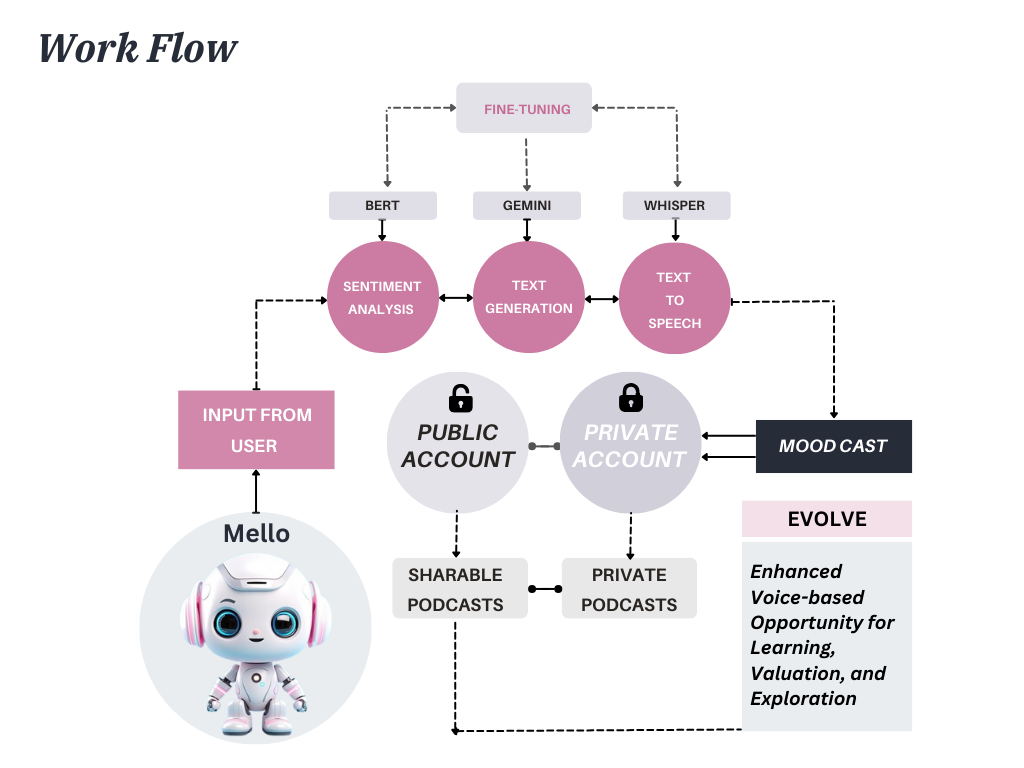 Work Flow
FINE-TUNING
BERT
GEMINI
WHISPER
SENTIMENT
ANALYSIS
TEXT
GENERATION
TEXT
TO
SPEECH
INPUT FROM
USER
PUBLIC
ACCOUNT
PRIVATE
ACCOUNT
MOOD CAST
Mello
SHARABLE
PODCASTS
PRIVATE
PODCASTS
EVOLVE
Enhanced
Voice-based
Opportunity for
Learning,
Valuation, and
Exploration